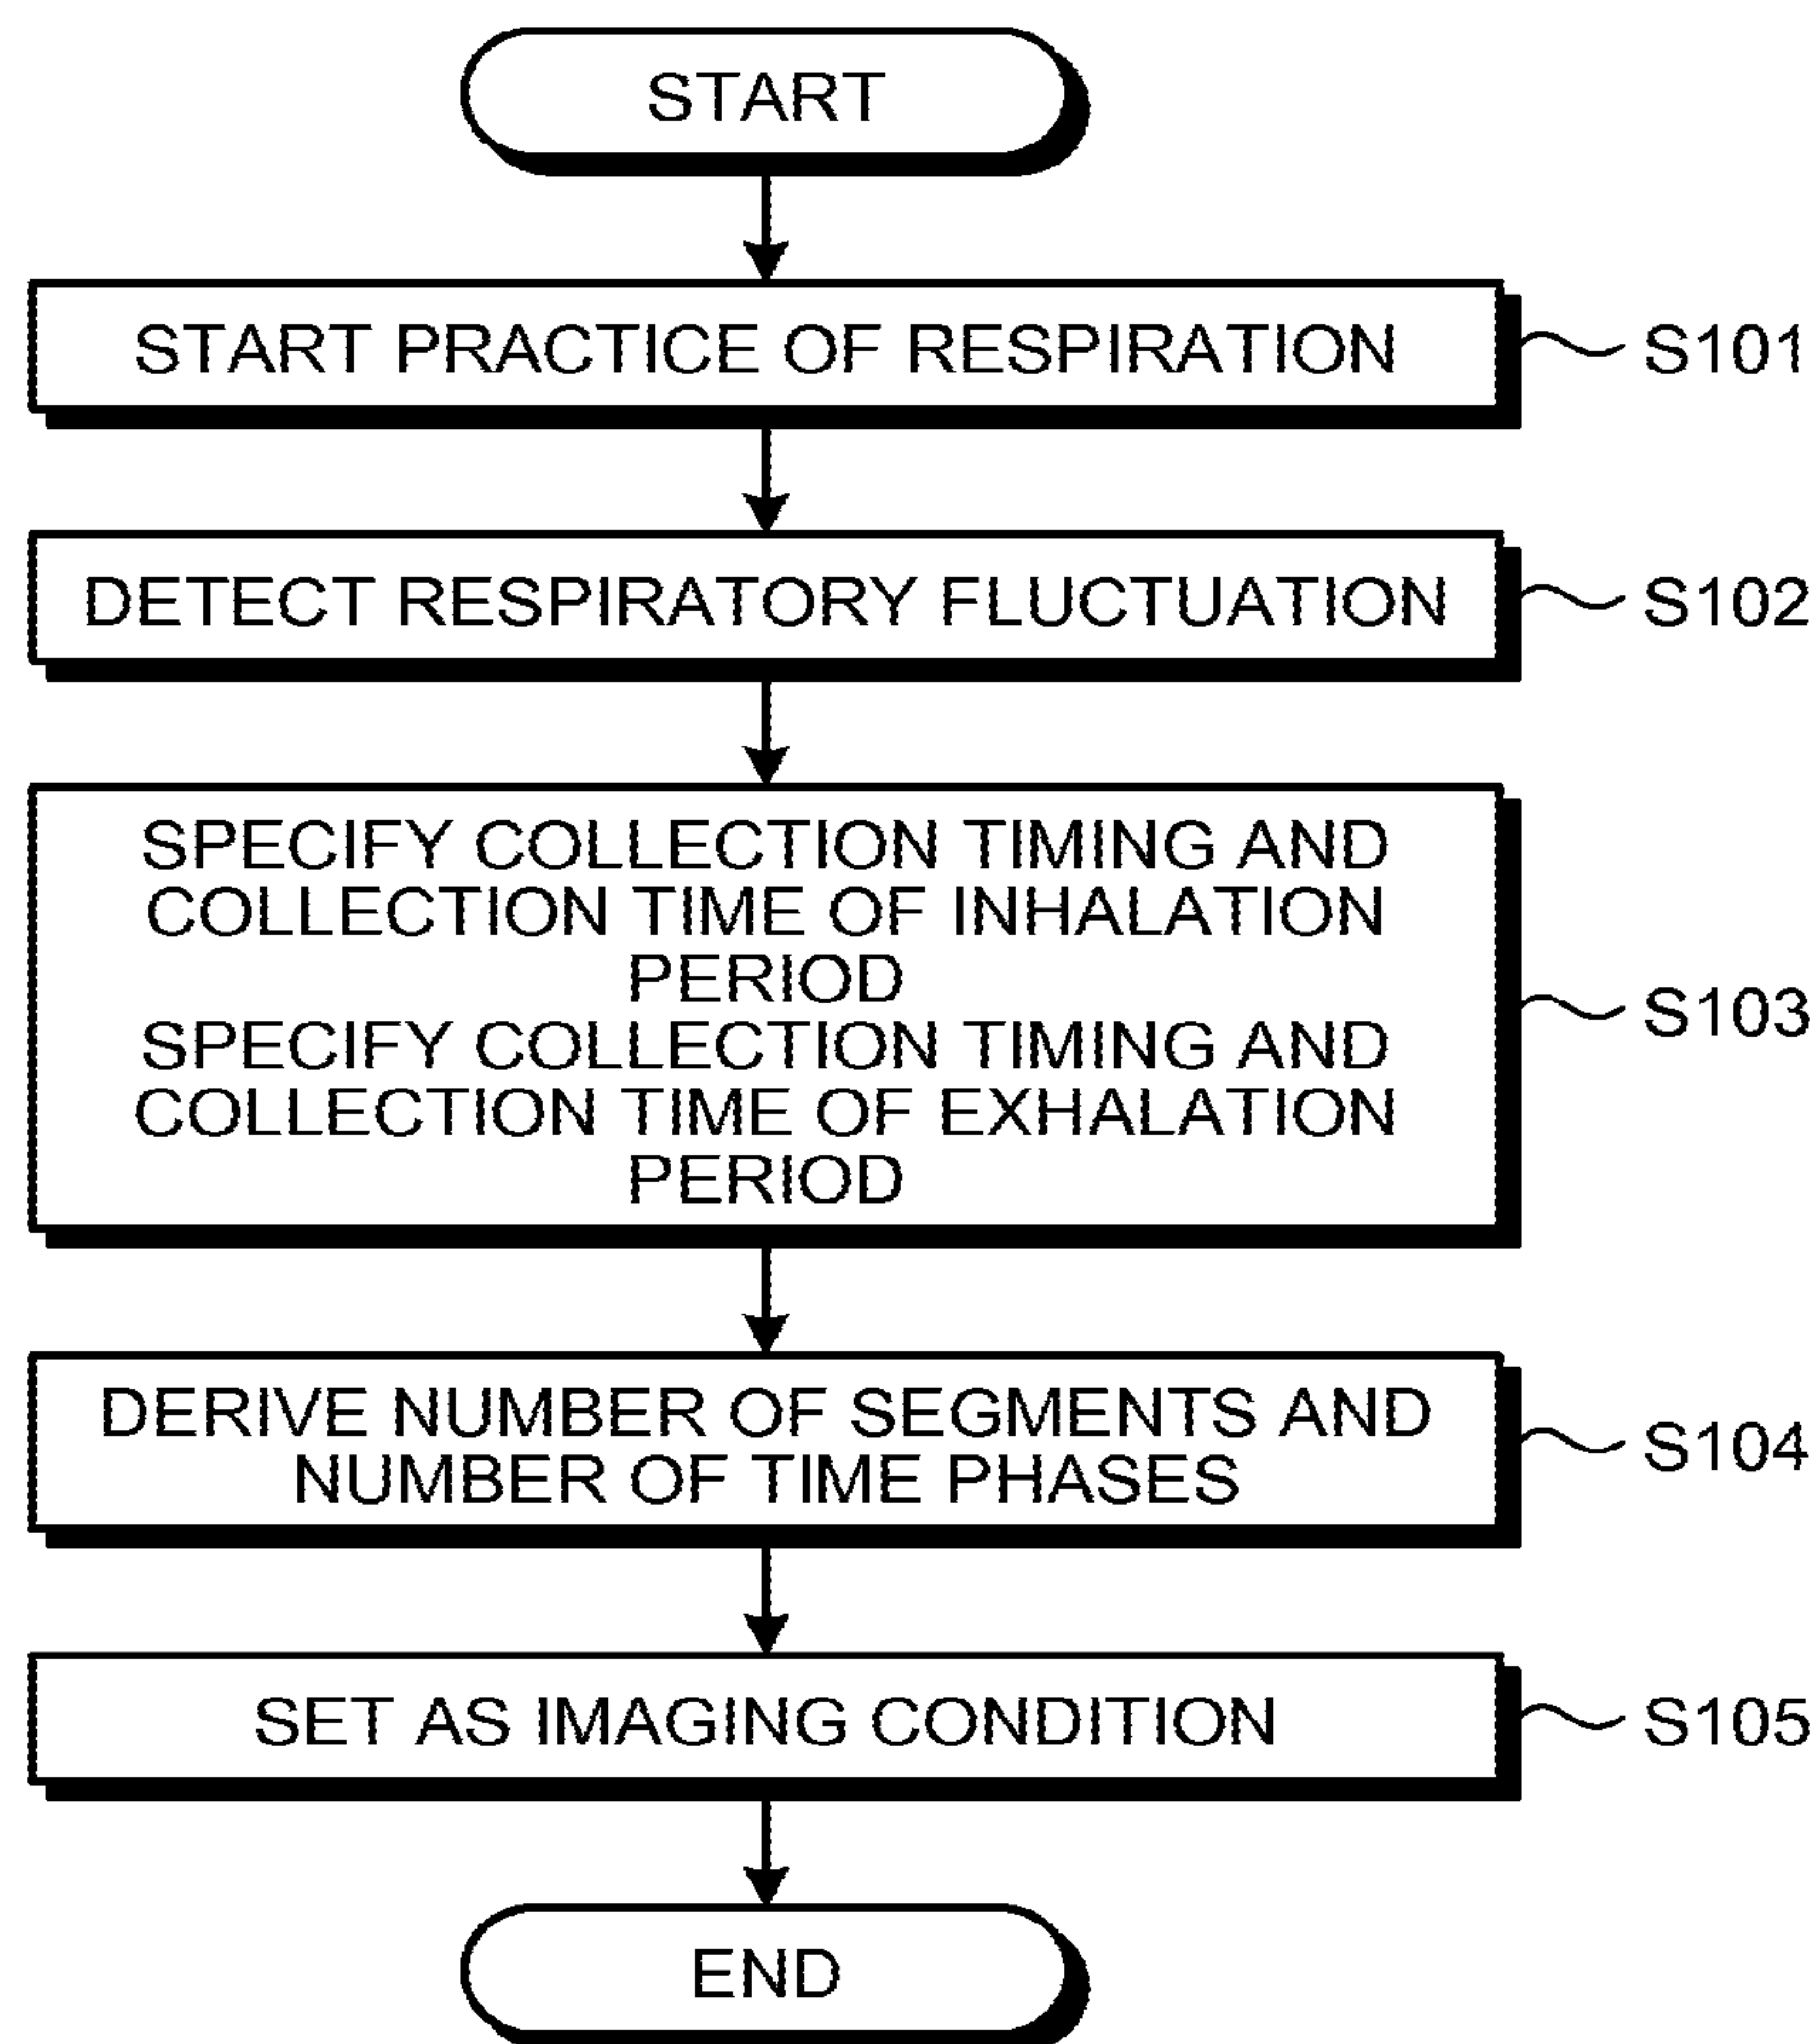 START
START PRACTICE OF RESPIRATION
S101
DETECT RESPIRATORY FLUCTUATION
S102
SPECIFY COLLECTION TIMING AND
COLLECTION TIME OF INHALATION
PERIOD
SPECIFY COLLECTION TIMING AND
COLLECTION TIME OF EXHALATION
PERIOD
S103
DERIVE NUMBER OF SEGMENTS AND
NUMBER OF TIME PHASES
S104
SET AS IMAGING CONDITION
S105
END